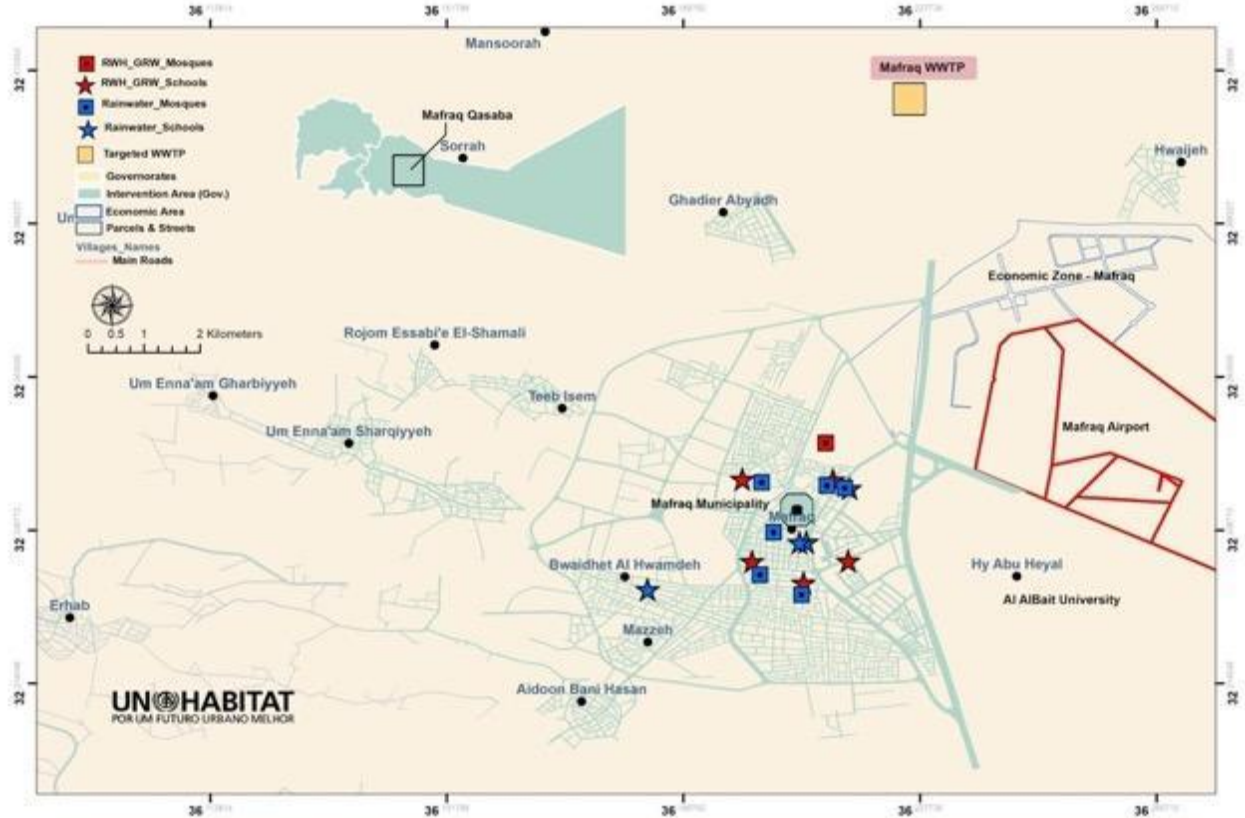 36 36 36 36 36
Mansoorah
Mafraq WWTP
RWH_GRW_Mosques
RWH_GRW_Schools
Rainwater_Mosques
Rainwater_Schools
Targeted WWTP
Governorates
Intervention Area (Gov.)
Economic Area
Parcels & Streets
Villages_Names
Main Roads
Um
Mafraq Qasaba
Sorrah
Hwaijeh
Ghadier Abyadh
Economic Zone - Mafraq
0 0.5 1 2 Kilometers
Rojom Essabi'e El-Shamali
Um Enna'am Gharbiyyeh
Teeb Isem
Um Enna'am Sharqiyyeh
Mafraq Airport
Mafraq Municipality
Mafraq
Bwaidhet Al Hwamdeh
Hy Abu Heyal
Al AlBait University
Erhab
Mazzeh
Aidoon Bani Hasan
UN HABITAT
POR UM FUTURO URBANO MELHOR
32 32 32 32 32
32 32 32 32 32
36 36 36 36 36